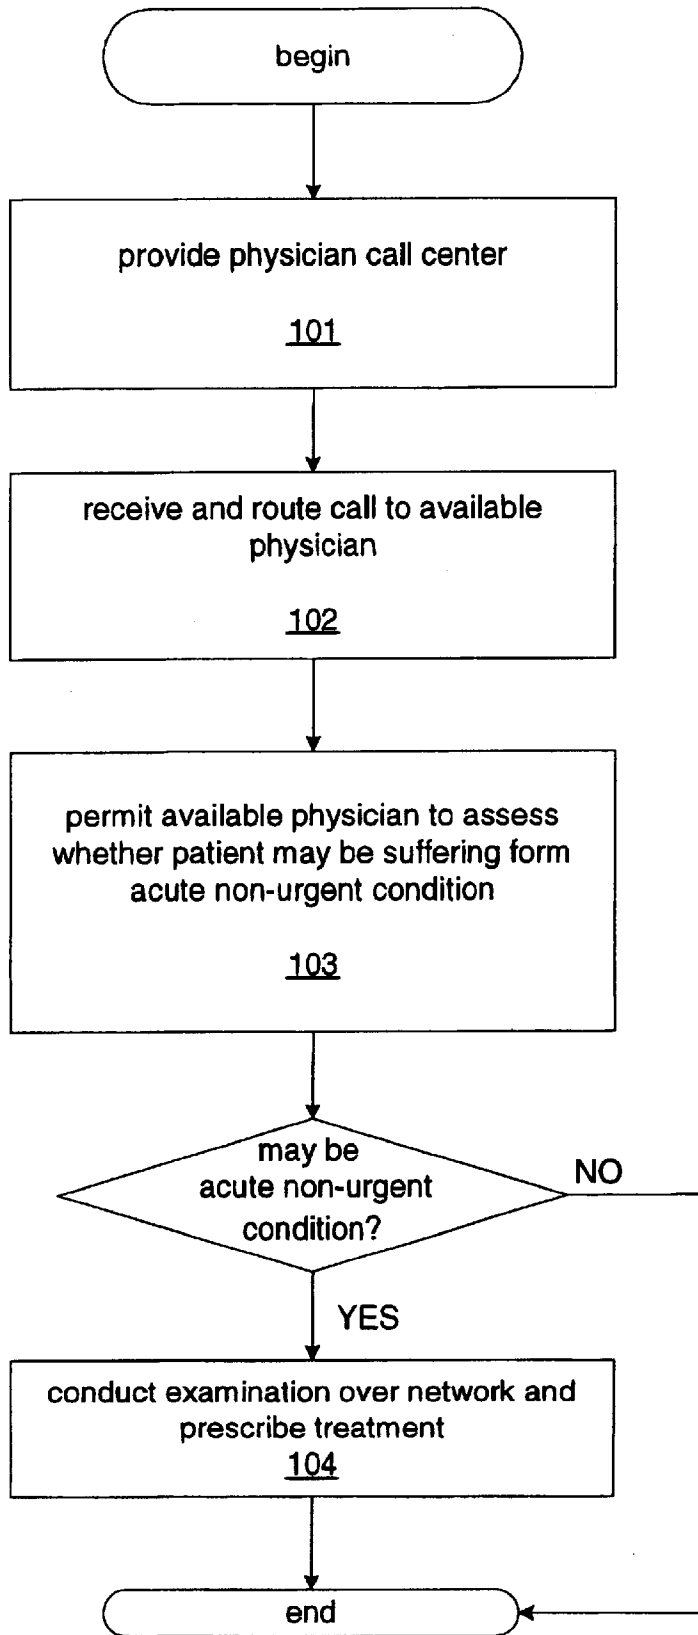 begin
provide physician call center
101
receive and route call to available
physician
102
permit available physician to assess
whether patient may be suffering form
acute non-urgent condition
103
may be
acute non-urgent
condition?
NO
YES
conduct examination over network and
prescribe treatment
104
end